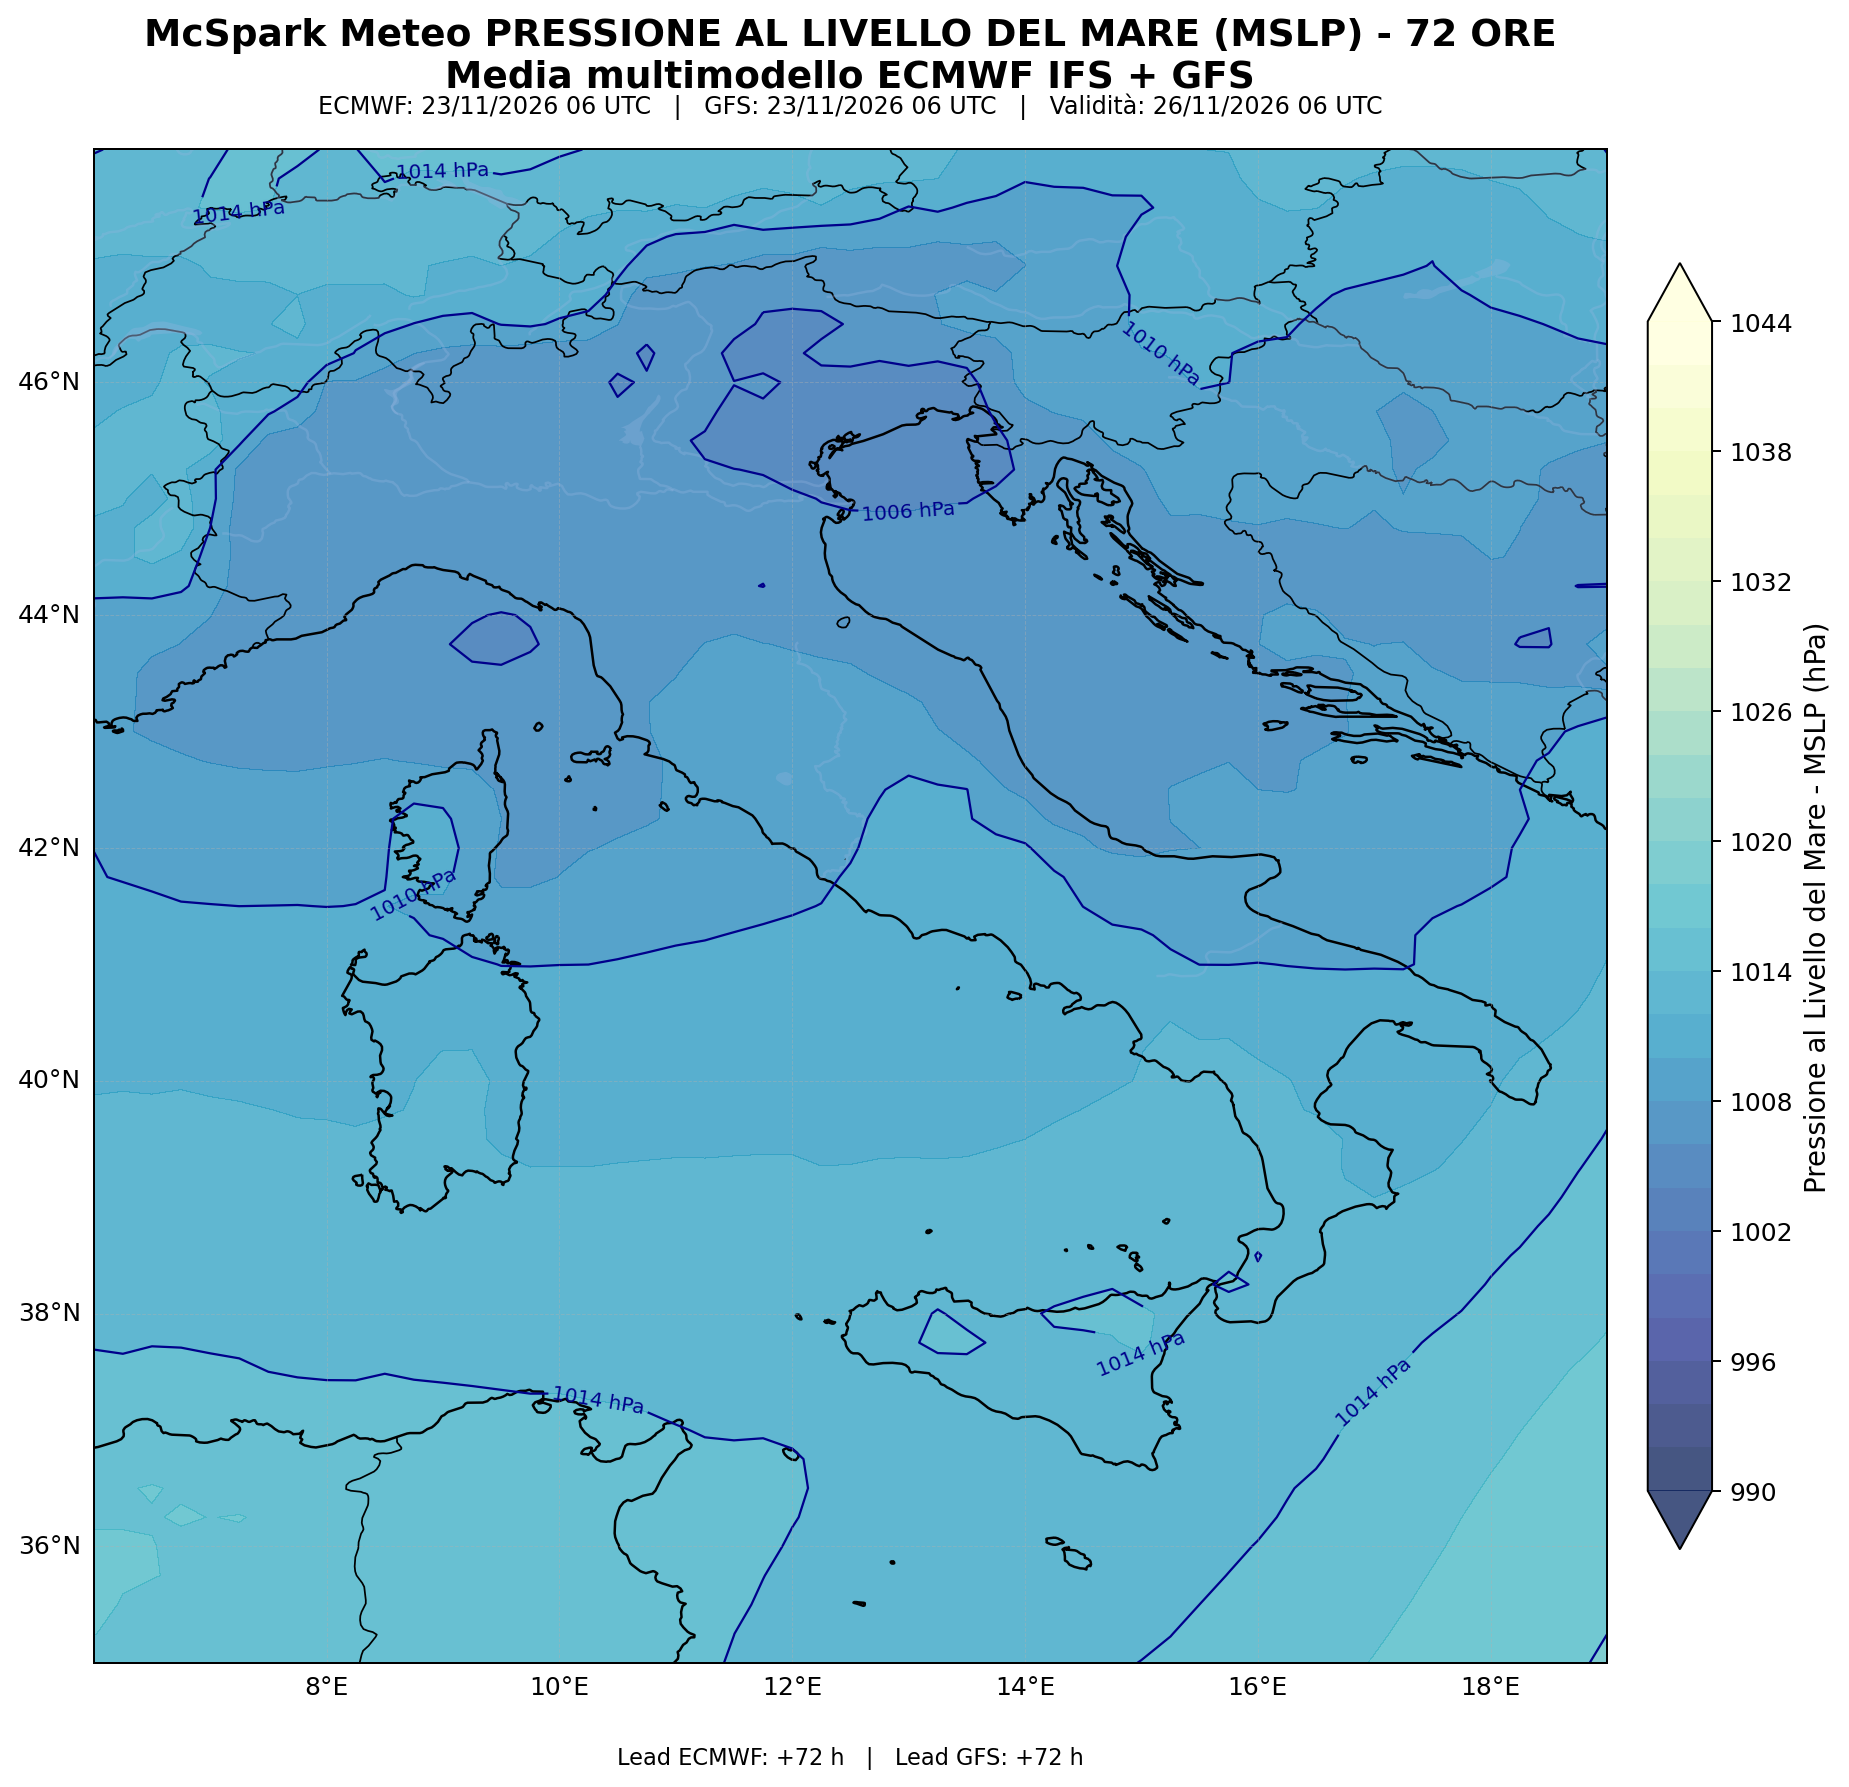 McSpark Meteo PRESSIONE AL LIVELLO DEL MARE (MSLP) - 72 ORE
Media multimodello ECMWF IFS + GFS
ECMWF: 23/11/2026 06 UTC | GFS: 23/11/2026 06 UTC | Validità: 26/11/2026 06 UTC
1014 hPa
1014 hPa
1010 hPa
1006 hPa
1010 hPa
1014 hPa
1014 hPa
1014 hPa
46°N
44°N
42°N
40°N
38°N
36°N
8°E
10°E
12°E
14°E
16°E
18°E
1044
1038
1032
1026
1020
1014
1008
1002
996
990
Pressione al Livello del Mare - MSLP (hPa)
Lead ECMWF: +72 h | Lead GFS: +72 h